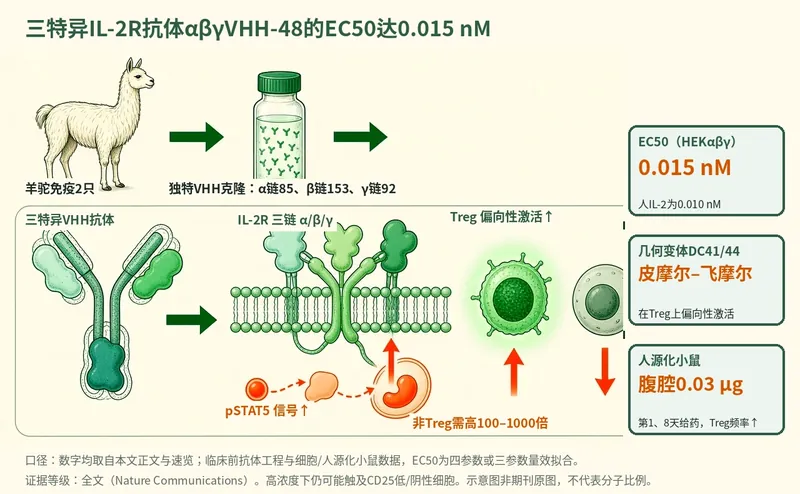 三特异IL-2R抗体αβγVHH-48的EC50达0.015 nM
羊驼免疫2只
独特VHH克隆：α链85、β链153、γ链92
EC50（HEKαβγ）
0.015 nM
人IL-2为0.010 nM
三特异VHH抗体
IL-2R 三链 α/β/γ
Treg 偏向性激活↑
几何变体DC41/44
皮摩尔–飞摩尔
在Treg上偏向性激活
人源化小鼠
腹腔0.03 μg
第1、8天给药，Treg频率↑
pSTAT5 信号↑
非Treg需高100–1000倍
口径：数字均取自本文正文与速览；临床前抗体工程与细胞/人源化小鼠数据，EC50为四参数或三参数量效拟合。
证据等级：全文（Nature Communications）。高浓度下仍可能触及CD25低/阴性细胞。示意图非期刊原图，不代表分子比例。